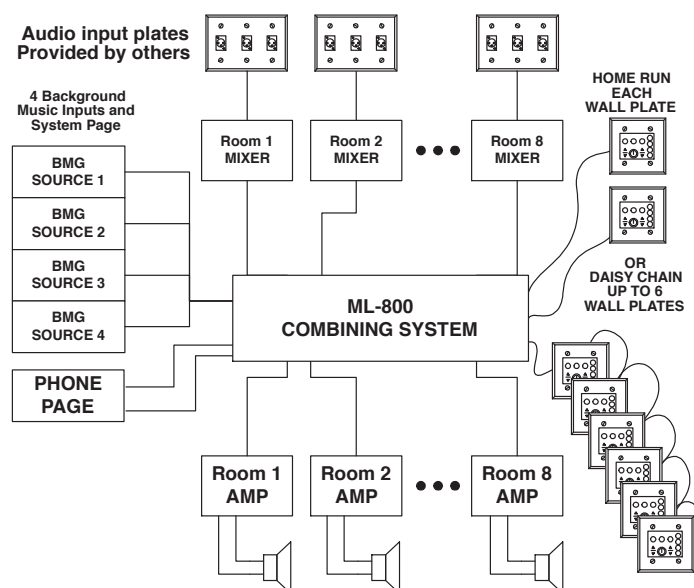 Audio input plates
Provided by others
4 Background
Music Inputs and
System Page
HOME RUN
EACH
WALL PLATE
Room 1
MIXER
Room 2
MIXER
Room 8
MIXER
BMG
SOURCE 1
BMG
SOURCE 2
BMG
SOURCE 3
BMG
SOURCE 4
OR
DAISY CHAIN
UP TO 6
WALL PLATES
ML-800
COMBINING SYSTEM
PHONE
PAGE
Room 1
AMP
Room 2
AMP
Room 8
AMP